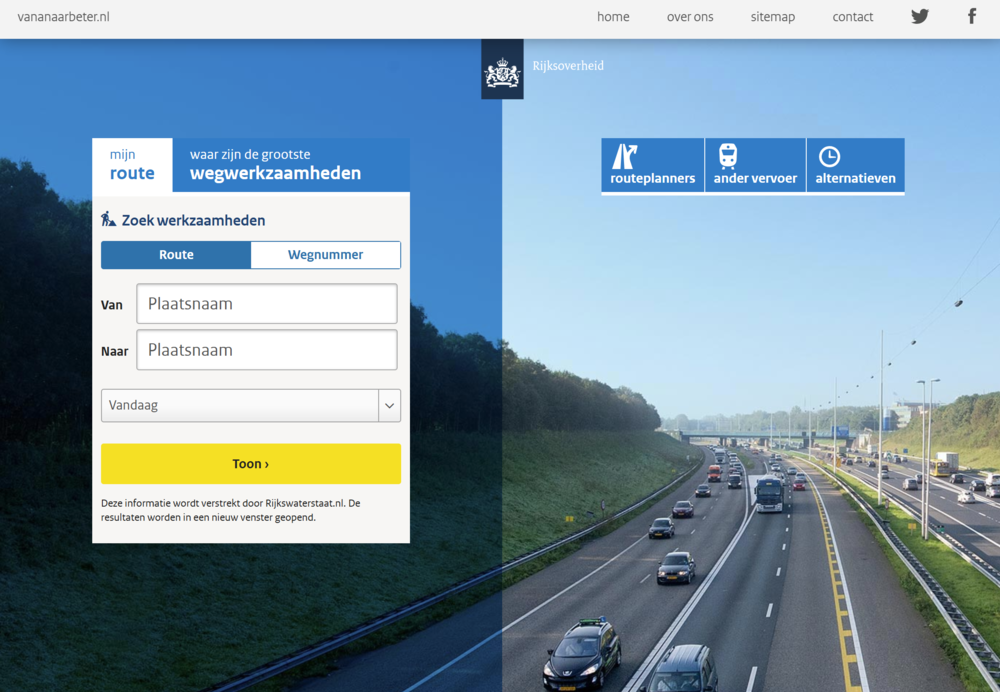 vananaarbeter.nl
home
over ons
sitemap
contact
Rijksoverheid
mijn
route
waar zijn de grootste
wegwerkzaamheden
routeplanners
ander vervoer
alternatieven
Zoek werkzaamheden
Route
Wegnummer
Van
Plaatsnaam
Naar
Plaatsnaam
Vandaag
Toon ›
Deze informatie wordt verstrekt door Rijkswaterstaat.nl. De
resultaten worden in een nieuw venster geopend.